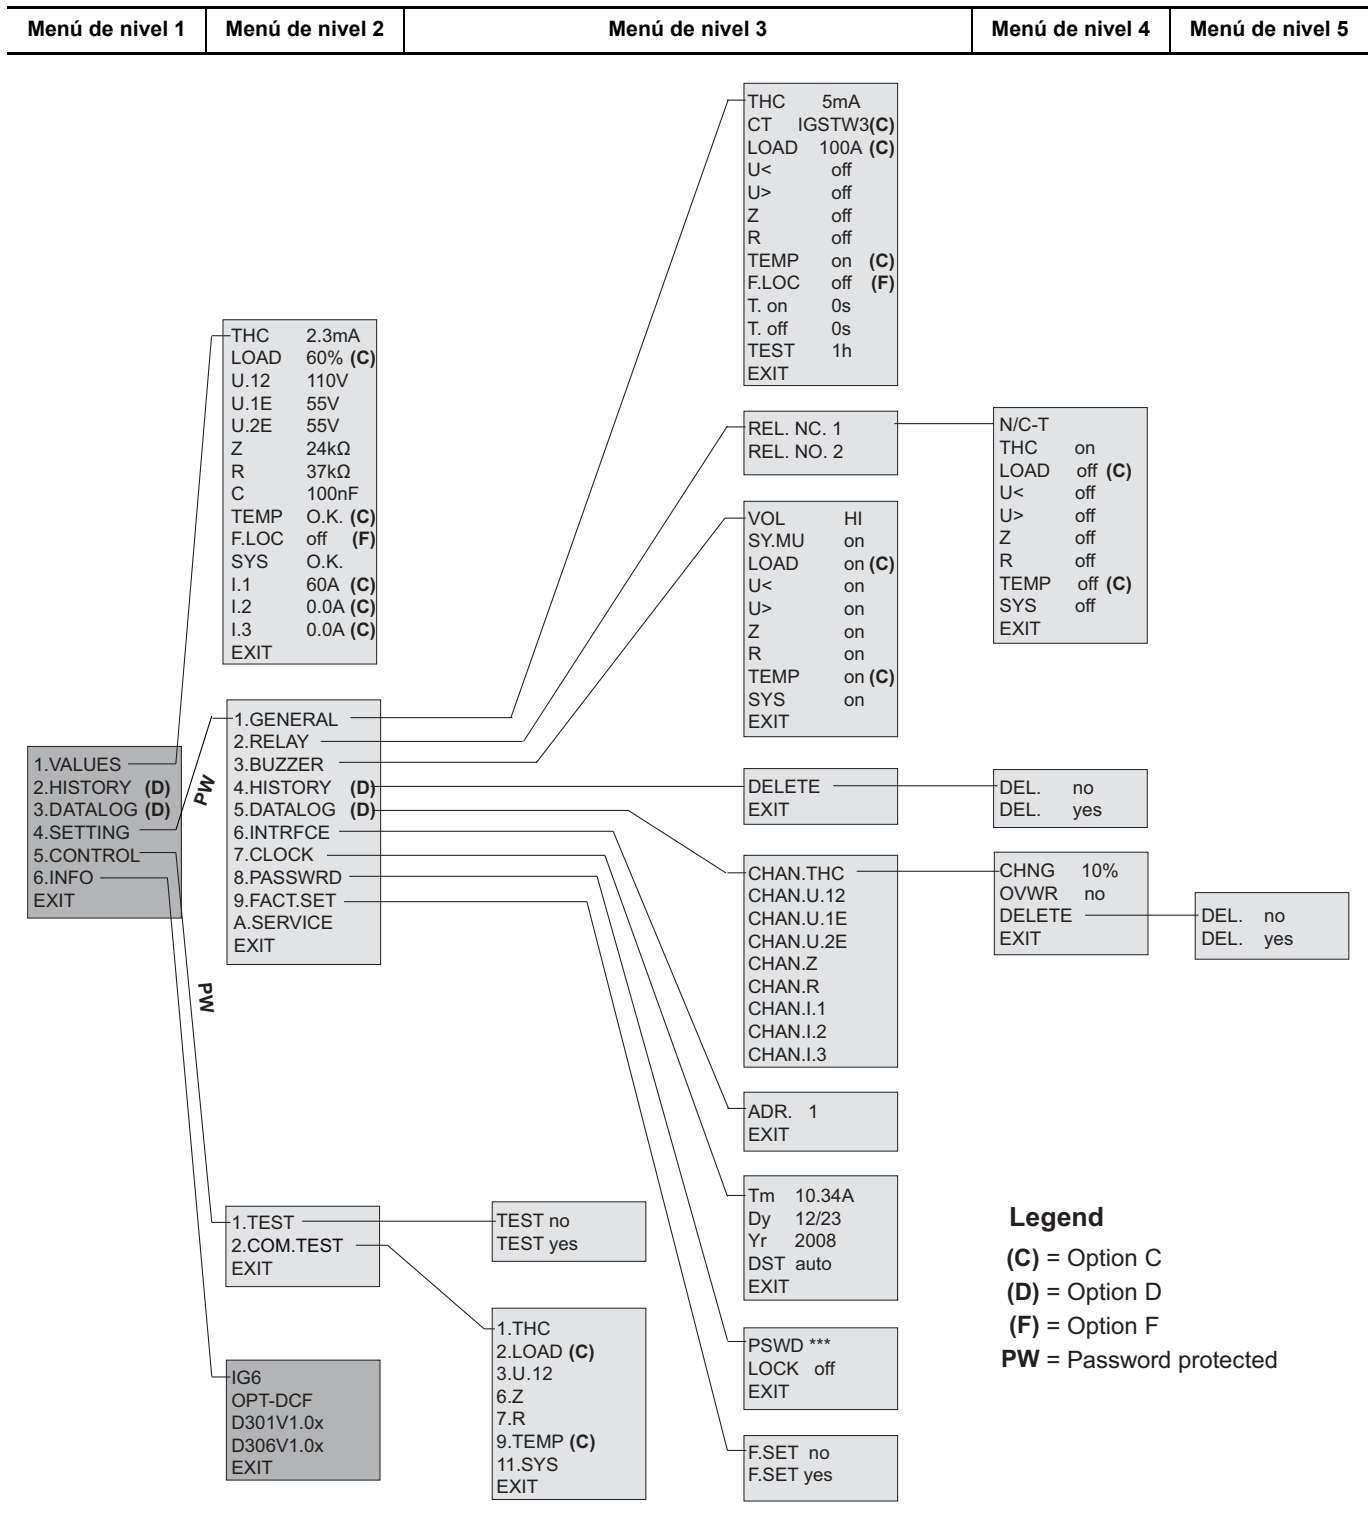 Menú de nivel 1 Menú de nivel 2 Menú de nivel 3 Menú de nivel 4 Menú de nivel 5
1.VALUES
2.HISTORY (D)
3.DATALOG (D)
4.SETTING
5.CONTROL
6.INFO
EXIT
PW
PW
THC 2.3mA
LOAD 60% (C)
U.12 110V
U.1E 55V
U.2E 55V
Z 24kΩ
R 37kΩ
C 100nF
TEMP O.K. (C)
F.LOC off (F)
SYS O.K.
I.1 60A (C)
I.2 0.0A (C)
I.3 0.0A (C)
EXIT
1.GENERAL
2.RELAY
3.BUZZER
4.HISTORY (D)
5.DATALOG (D)
6.INTRFCE
7.CLOCK
8.PASSWRD
9.FACT.SET
A.SERVICE
EXIT
1.TEST
2.COM.TEST
EXIT
IG6
OPT-DCF
D301V1.0x
D306V1.0x
EXIT
TEST no
TEST yes
1.THC
2.LOAD (C)
3.U.12
6.Z
7.R
9.TEMP (C)
11.SYS
EXIT
THC 5mA
CT IGSTW3(C)
LOAD 100A (C)
U< off
U> off
Z off
R off
TEMP on (C)
F.LOC off (F)
T. on 0s
T. off 0s
TEST 1h
EXIT
REL. NC. 1
REL. NO. 2
VOL HI
SY.MU on
LOAD on (C)
U< on
U> on
Z on
R on
TEMP on (C)
SYS on
EXIT
DELETE
EXIT
CHAN.THC
CHAN.U.12
CHAN.U.1E
CHAN.U.2E
CHAN.Z
CHAN.R
CHAN.I.1
CHAN.I.2
CHAN.I.3
ADR. 1
EXIT
Tm 10.34A
Dy 12/23
Yr 2008
DST auto
EXIT
PSWD ***
LOCK off
EXIT
F.SET no
F.SET yes
N/C-T
THC on
LOAD off (C)
U< off
U> off
Z off
R off
TEMP off (C)
SYS off
EXIT
DEL. no
DEL. yes
CHNG 10%
OVWR no
DELETE
EXIT
DEL. no
DEL. yes
Legend
(C) = Option C
(D) = Option D
(F) = Option F
PW = Password protected